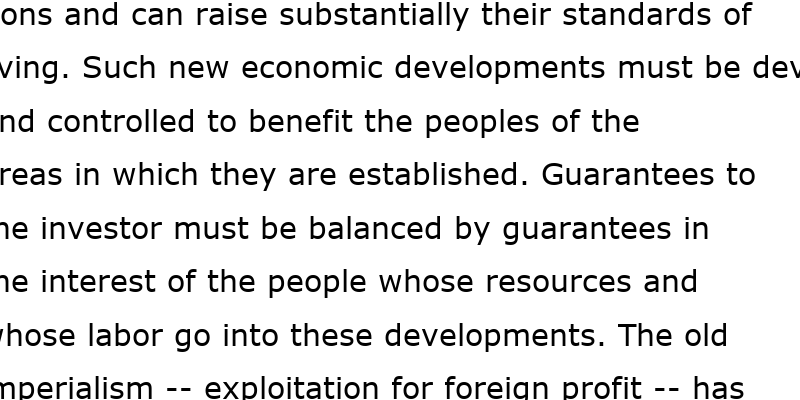 ons and can raise substantially their standards of
ving. Such new economic developments must be dev
nd controlled to benefit the peoples of the
reas in which they are established. Guarantees to
he investor must be balanced by guarantees in
he interest of the people whose resources and
whose labor go into these developments. The old
mperialism -- exploitation for foreign profit -- has